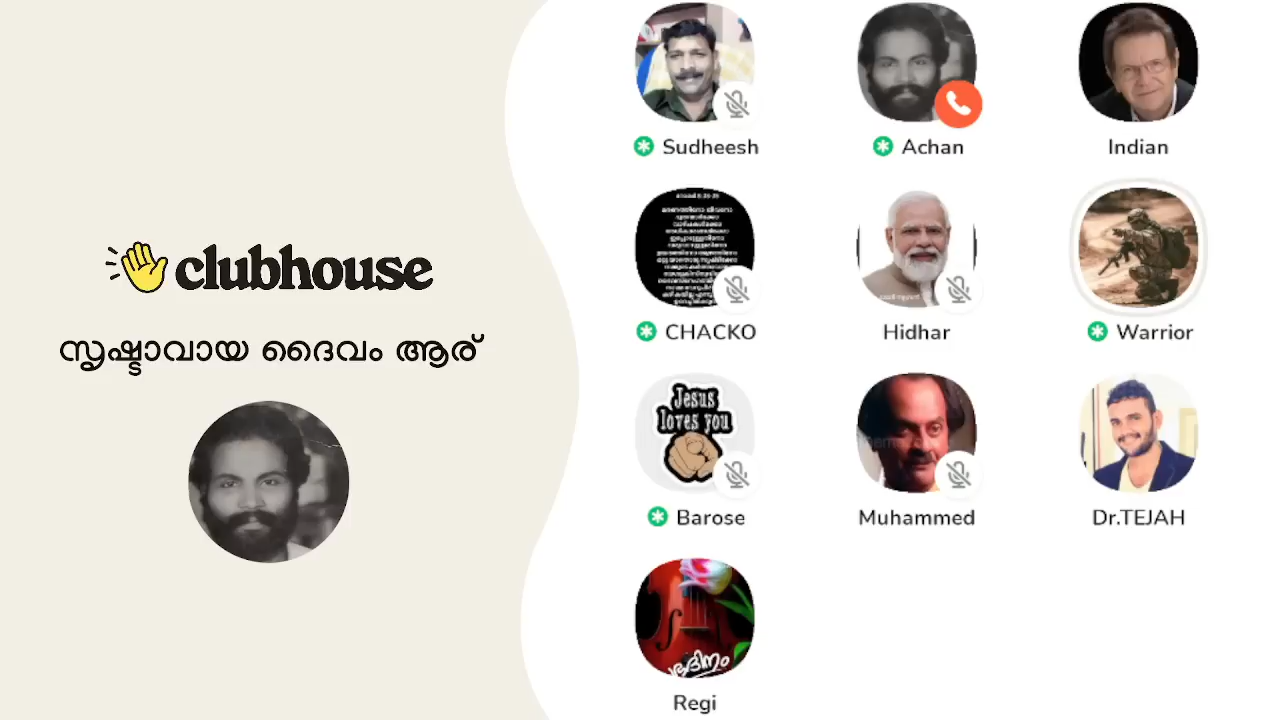 clubhouse
സൃഷ്ടാവായ ദൈവം ആര്
Sudheesh
Achan
Indian
CHACKO
Hidhar
Warrior
Jesus
loves you
Barose
Muhammed
Dr.TEJAH
Regi